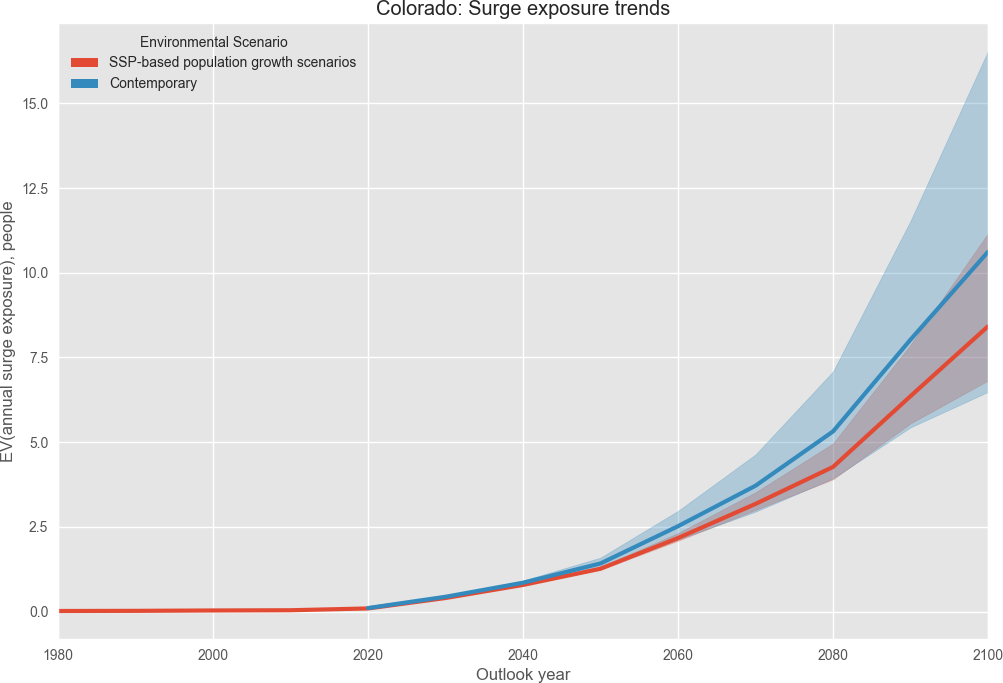 Colorado: Surge exposure trends
Environmental Scenario
SSP-based population growth scenarios
Contemporary
EV(annual surge exposure), people
15.0
12.5
10.0
7.5
5.0
2.5
0.0
1980
2000
2020
2040
2060
2080
2100
Outlook year